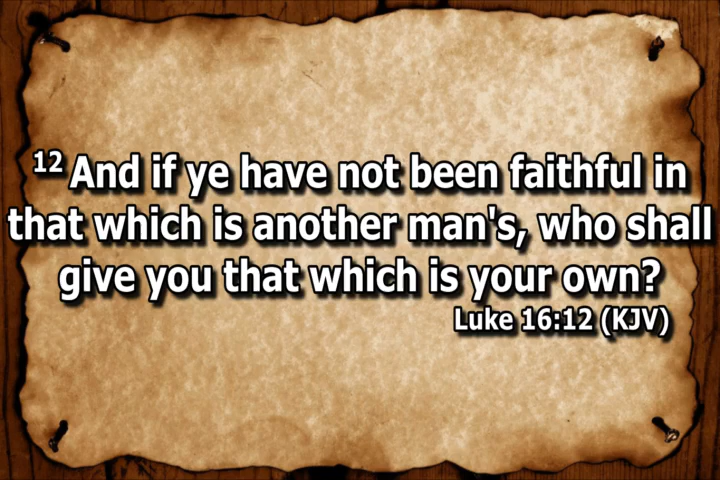 12 And if ye have not been faithful in
that which is another man's, who shall
give you that which is your own?
Luke 16:12 (KJV)